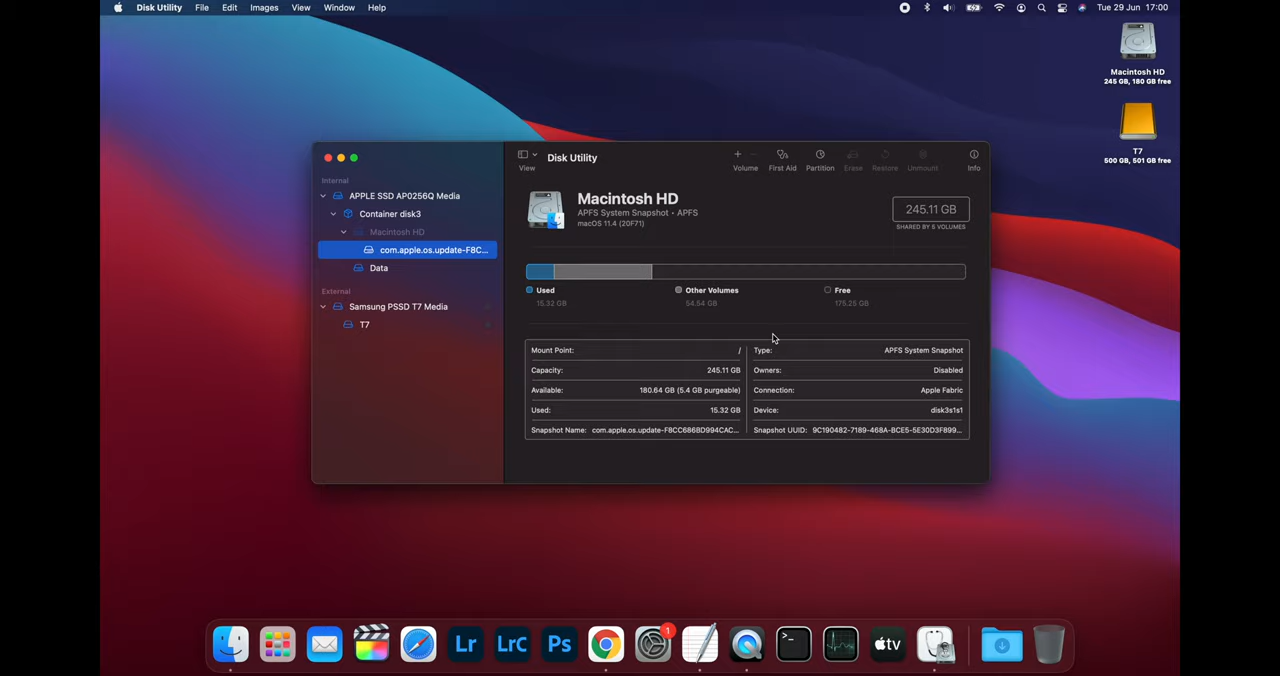 Disk Utility File Edit Images View Window Help Tue 29 Jun 17:00
Macintosh HD
245 GB, 180 GB free
T7
500 GB, 501 GB free
Internal
APPLE SSD AP0256Q Media
Container disk3
Macintosh HD
com.apple.os.update-F8C...
Data
External
Samsung PSSD T7 Media
T7
View
Disk Utility
Volume First Aid Partition Erase Restore Unmount Info
Macintosh HD
APFS System Snapshot • APFS
macOS 11.4 (20F71)
245.11 GB
SHARED BY 5 VOLUMES
Used
15.32 GB
Other Volumes
54.54 GB
Free
175.25 GB
Mount Point: /
Capacity: 245.11 GB
Available: 180.64 GB (5.4 GB purgeable)
Used: 15.32 GB
Snapshot Name: com.apple.os.update-F8CC686BD994CAC...
Type: APFS System Snapshot
Owners: Disabled
Connection: Apple Fabric
Device: disk3s1s1
Snapshot UUID: 9C190482-7189-468A-BCE5-5E30D3FB99...
Lr
LrC
Ps
1
>_
tv